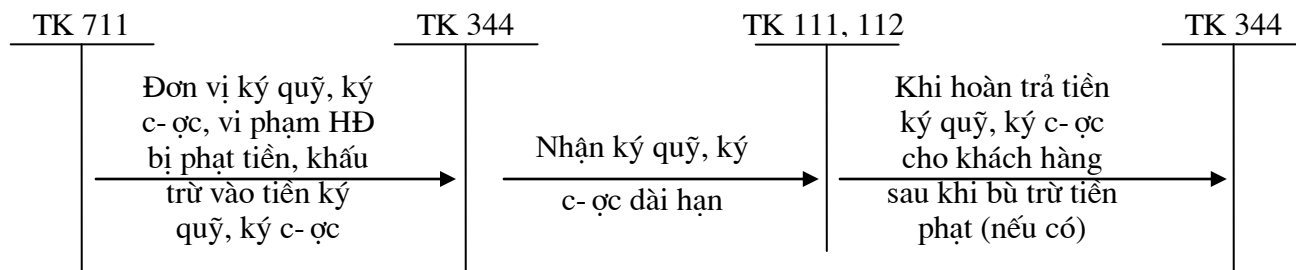 TK 711
TK 344
TK 111, 112
TK 344
Đơn vị ký quỹ, ký
c- ợc, vi phạm HĐ
bị phạt tiền, khấu
trừ vào tiền ký
quỹ, ký c- ợc
Nhận ký quỹ, ký
c- ợc dài hạn
Khi hoàn trả tiền
ký quỹ, ký c- ợc
cho khách hàng
sau khi bù trừ tiền
phạt (nếu có)